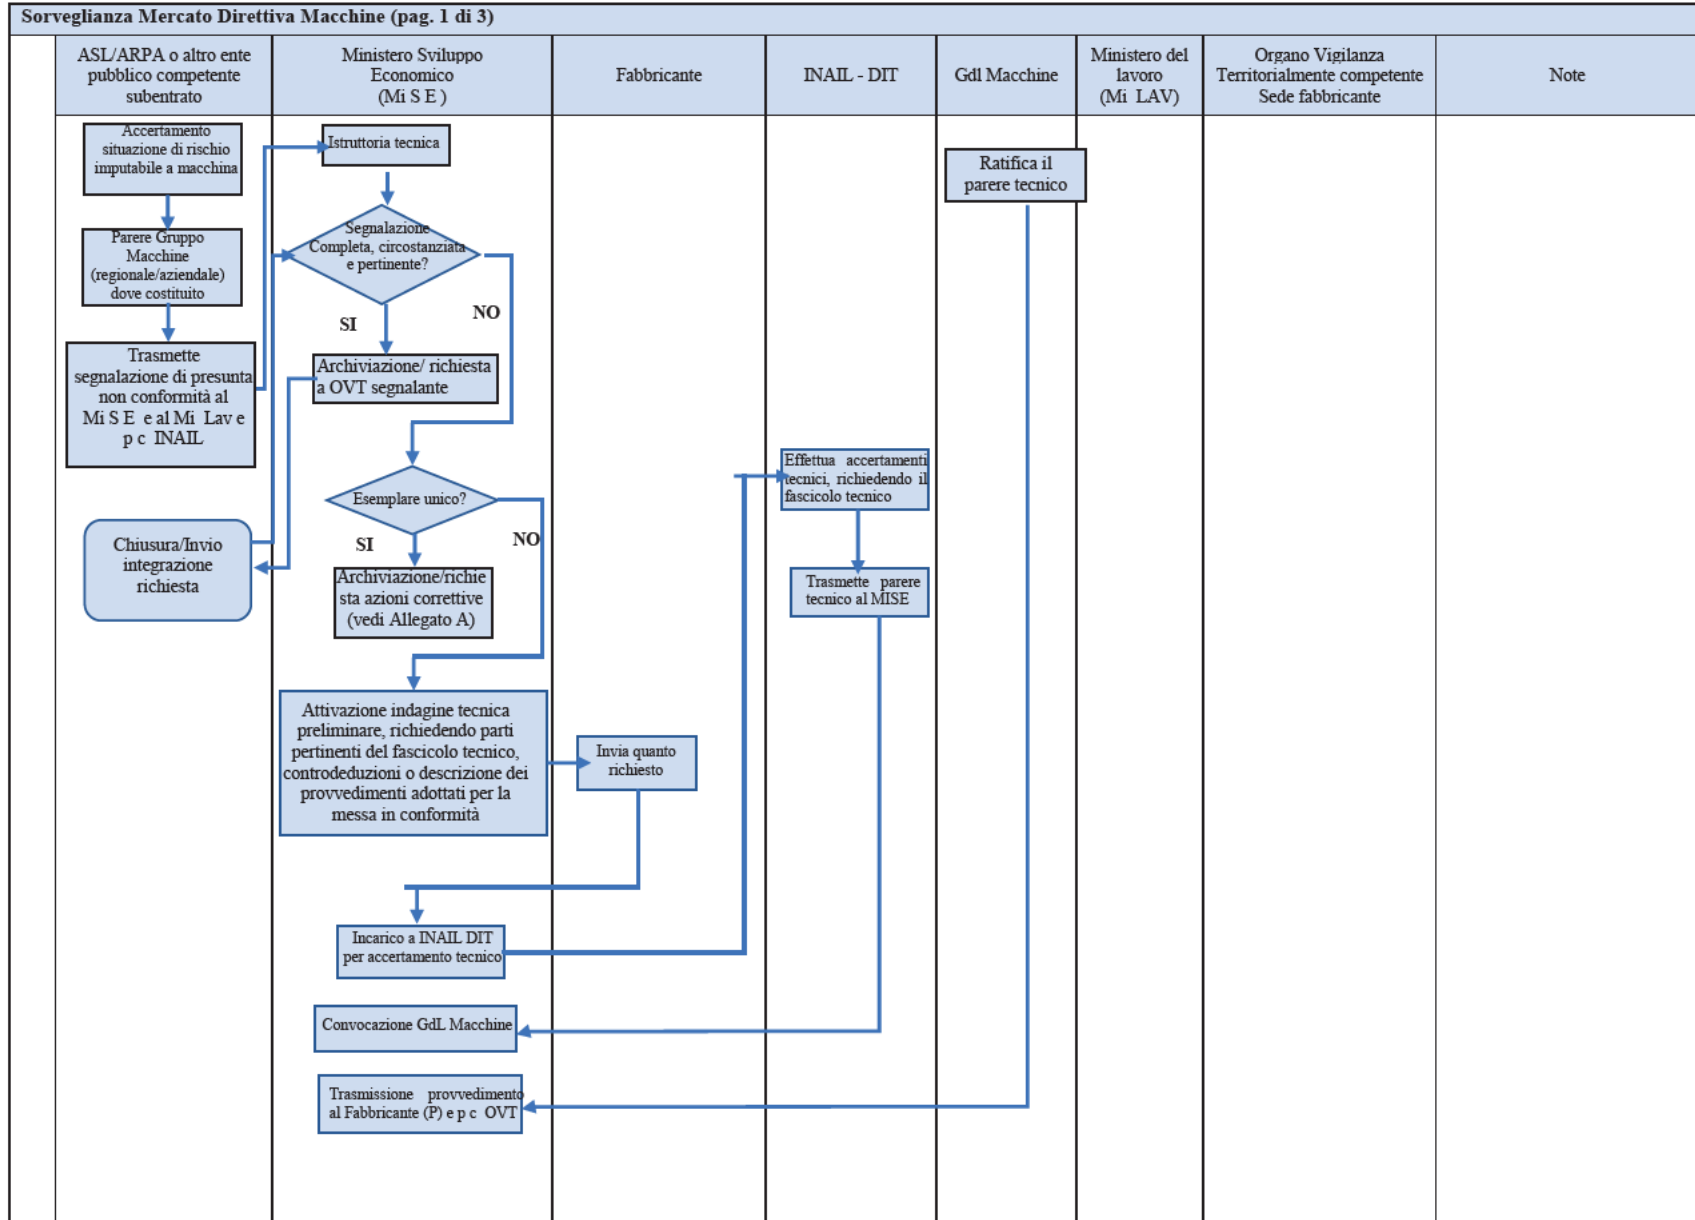 Sorveglianza Mercato Direttiva Macchine (pag. 1 di 3)
ASL/ARPA o altro ente
pubblico competente
subentrato
Ministero Sviluppo
Economico
(Mi S E )
Fabbricante
INAIL - DIT
Gdl Macchine
Ministero del
lavoro
(Mi LAV)
Organo Vigilanza
Territorialmente competente
Sede fabbricante
Note
Accertamento
situazione di rischio
imputabile a macchina
Parere Gruppo
Macchine
(regionale/aziendale)
dove costituito
Trasmette
segnalazione di presunta
non conformità al
Mi S E e al Mi Lav e
p c INAIL
Chiusura/Invio
integrazione
richiesta
Istruttoria tecnica
Segnalazione
Completa, circostanziata
e pertinente?
SI
NO
Archiviazione/ richiesta
a OVT segnalante
Esemplare unico?
SI
NO
Archiviazione/richie
sta azioni correttive
(vedi Allegato A)
Attivazione indagine tecnica
preliminare, richiedendo parti
pertinenti del fascicolo tecnico,
controdeduzioni o descrizione dei
provvedimenti adottati per la
messa in conformità
Invia quanto
richiesto
Incarico a INAIL DIT
per accertamento tecnico
Effettua accertamenti
tecnici, richiedendo il
fascicolo tecnico
Trasmette parere
tecnico al MISE
Convocazione GdL Macchine
Ratifica il
parere tecnico
Trasmissione provvedimento
al Fabbricante (P) e p c OVT